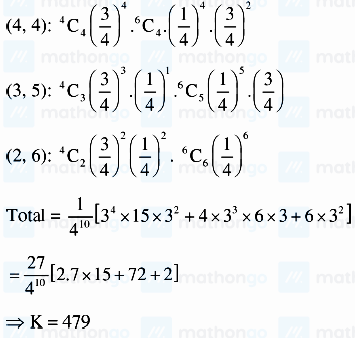 (4, 4): ⁴C₄(3/4)⁴ .⁶C₄.(1/4)⁴.(3/4)²
(3, 5): ⁴C₃(3/4)³.(1/4)¹.⁶C₅(1/4)⁵.(3/4)
(2, 6): ⁴C₂(3/4)²(1/4)². ⁶C₆(1/4)⁶
Total = 1/4¹⁰[3⁴×15×3²+4×3³×6×3+6×3²]
= 27/4¹⁰[2.7×15+72+2]
⇒ K = 479